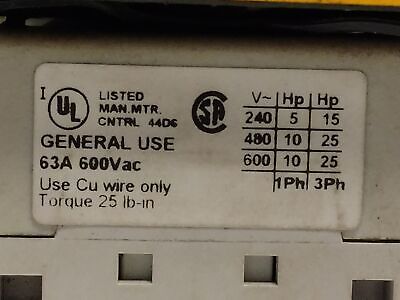 I
UL
LISTED
MAN.MTR.
CNTRL 44D6
SA
GENERAL USE
63A 600Vac
Use Cu wire only
Torque 25 lb-in
V~ Hp Hp
240 5 15
480 10 25
600 10 25
1Ph 3Ph